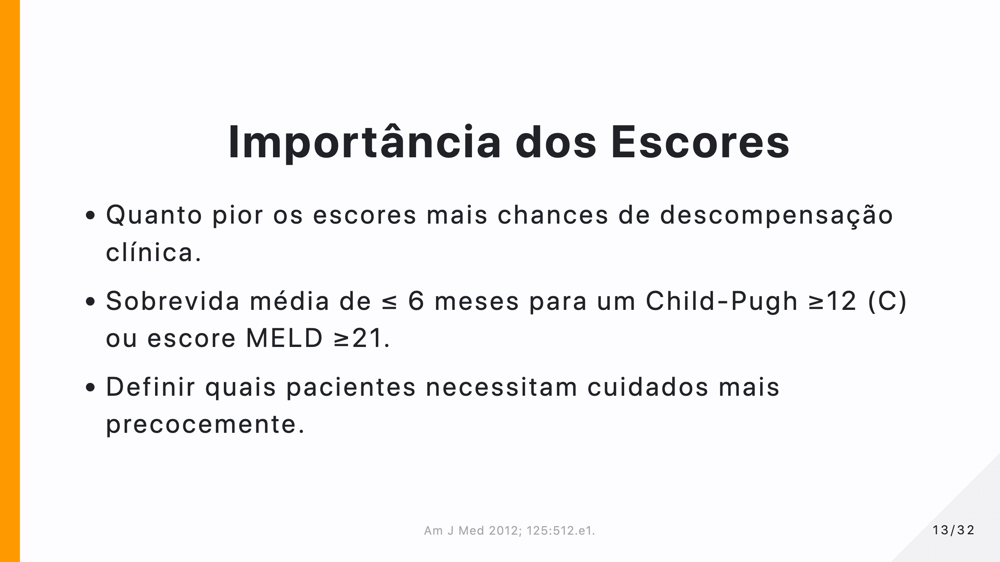 Importância dos Escores
• Quanto pior os escores mais chances de descompensação
clínica.
• Sobrevida média de ≤ 6 meses para um Child-Pugh ≥12 (C)
ou escore MELD ≥21.
• Definir quais pacientes necessitam cuidados mais
precocemente.
Am J Med 2012; 125:512.e1.
13/32